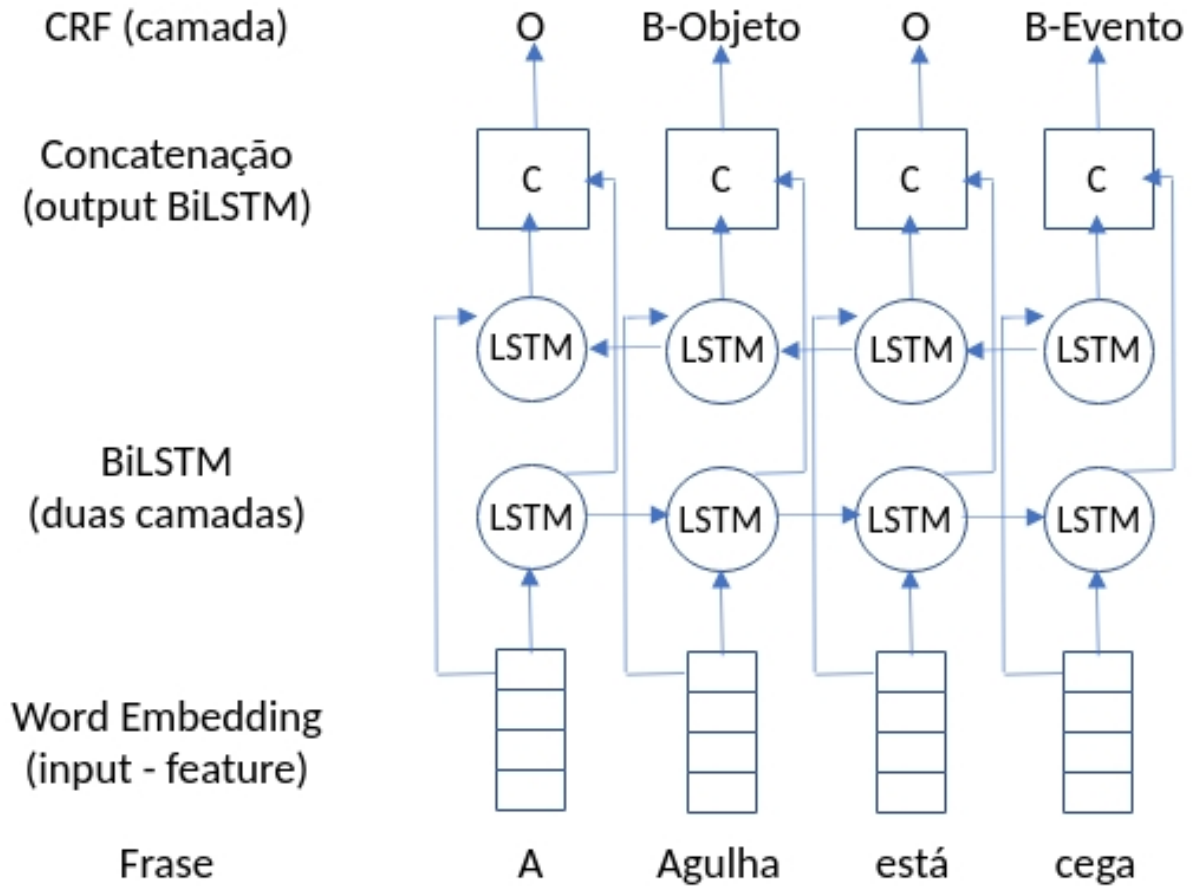 CRF (camada) O B-Objeto O B-Evento
Concatenação
(output BiLSTM)
C C C C
LSTM LSTM LSTM LSTM
BiLSTM
(duas camadas)
LSTM LSTM LSTM LSTM
Word Embedding
(input - feature)
Frase A Agulha está cega